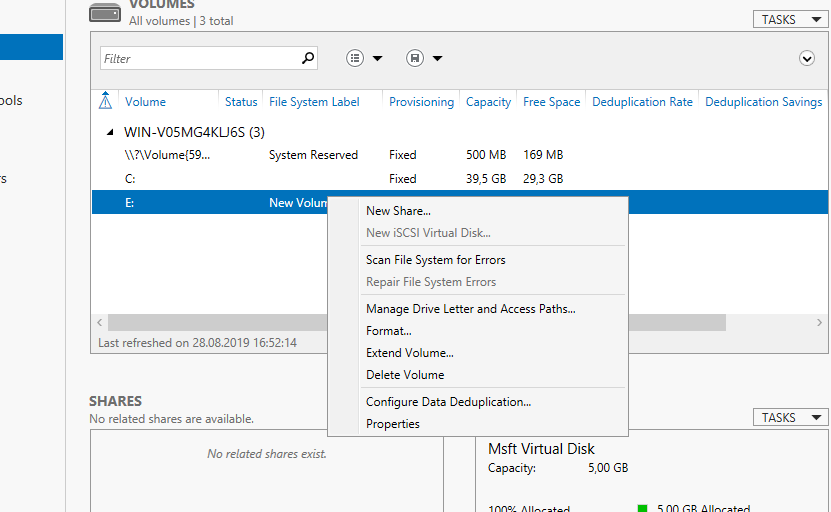 VOLUMES
All volumes | 3 total
TASKS
Filter
Volume Status File System Label Provisioning Capacity Free Space Deduplication Rate Deduplication Savings
ools
WIN-V05MG4KLJ6S (3)
\\?\Volume{59... System Reserved Fixed 500 MB 169 MB
rs
C: Fixed 39,5 GB 29,3 GB
E: New Volum
New Share...
New iSCSI Virtual Disk...
Scan File System for Errors
Repair File System Errors
Manage Drive Letter and Access Paths...
Format...
Extend Volume...
Delete Volume
Configure Data Deduplication...
Properties
Last refreshed on 28.08.2019 16:52:14
SHARES
No related shares are available.
TASKS
No related shares exist.
Msft Virtual Disk
Capacity: 5,00 GB
100% Allocated 5,00 GB Allocated